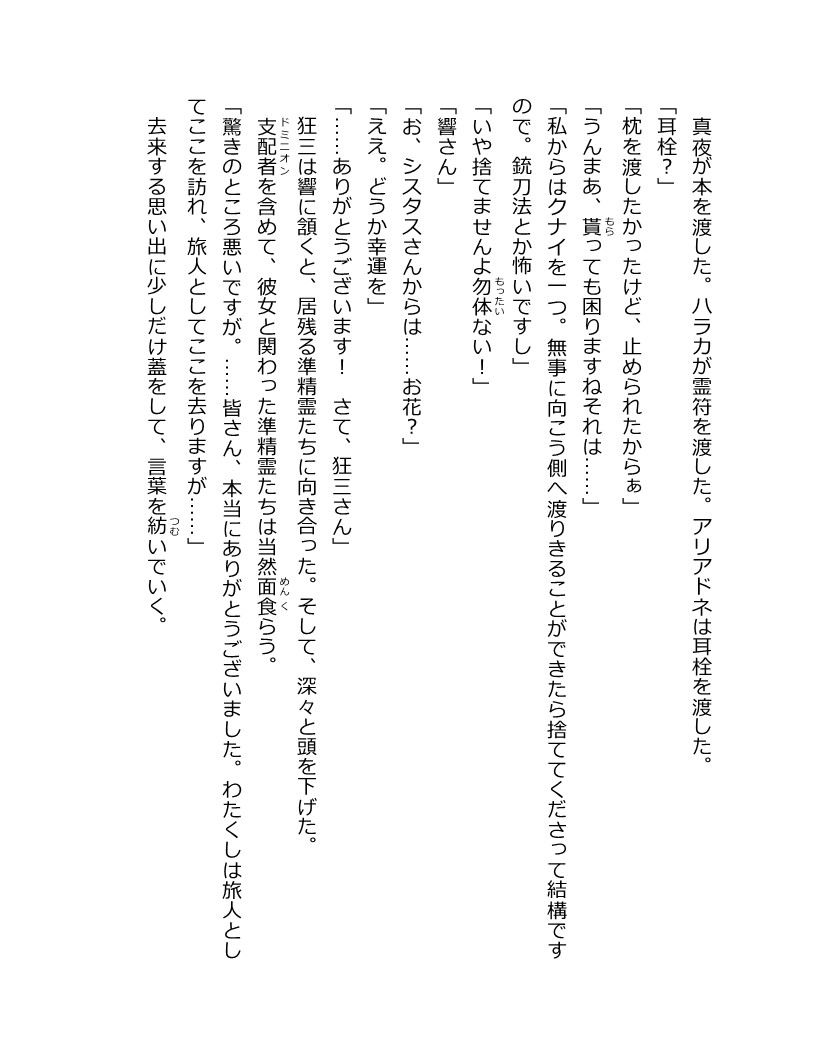 真夜が本を渡した。ハラカが霊符を渡した。アリアドネは耳栓を渡した。
「耳栓？」
「枕を渡したかったけど、止められたからぁ」
「うんまあ、貰っても困りますねそれは……」
「私からはクナイを一つ。無事に向こう側へ渡りきることができたら捨ててくださって結構です
ので。銃刀法とか怖いですし」
「いや捨てませんよ勿体ない！」
「響さん」
「お、シスタスさんからは……お花？」
「ええ。どうか幸運を」
「……ありがとうございます！　さて、狂三さん」
　狂三は響に頷くと、居残る準精霊たちに向き合った。そして、深々と頭を下げた。
　支配者を含めて、彼女と関わった準精霊たちは当然面食らう。
「驚きのところ悪いですが。……皆さん、本当にありがとうございました。わたくしは旅人とし
てここを訪れ、旅人としてここを去りますが……」
　去来する思い出に少しだけ蓋をして、言葉を紡いでいく。
もら
もったい
ドミニオン
めんく
つむ